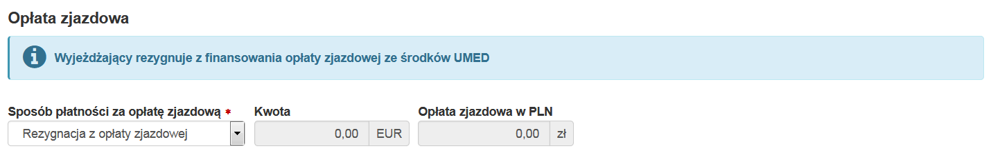 Opłata zjazdowa
Wyjeżdżający rezygnuje z finansowania opłaty zjazdowej ze środków UMED
Sposób płatności za opłatę zjazdową * Kwota Opłata zjazdowa w PLN
Rezygnacja z opłaty zjazdowej 0,00 EUR 0,00 zł